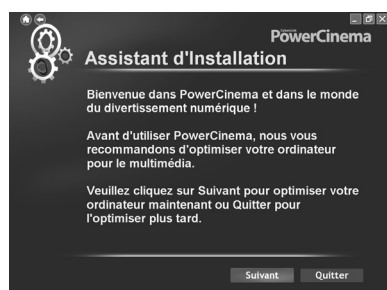 PowerCinema
Assistant d'Installation
Bienvenue dans PowerCinema et dans le monde
du divertissement numérique !
Avant d'utiliser PowerCinema, nous vous
recommandons d'optimiser votre ordinateur
pour le multimédia.
Veuillez cliquez sur Suivant pour optimiser votre
ordinateur maintenant ou Quitter pour
l'optimiser plus tard.
Suivant Quitter